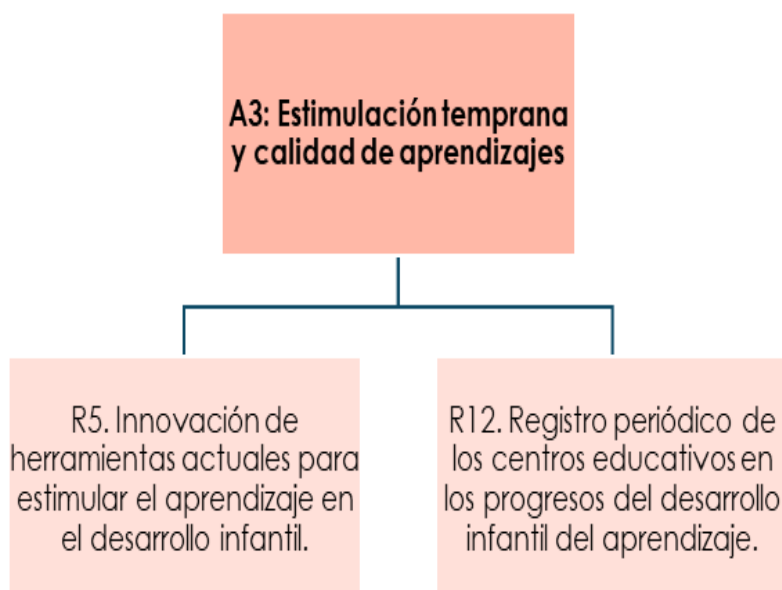 A3: Estimulación temprana
y calidad de aprendizajes
R5. Innovación de
herramientas actuales para
estimular el aprendizaje en
el desarrollo infantil.
R12. Registro periódico de
los centros educativos en
los progresos del desarrollo
infantil del aprendizaje.